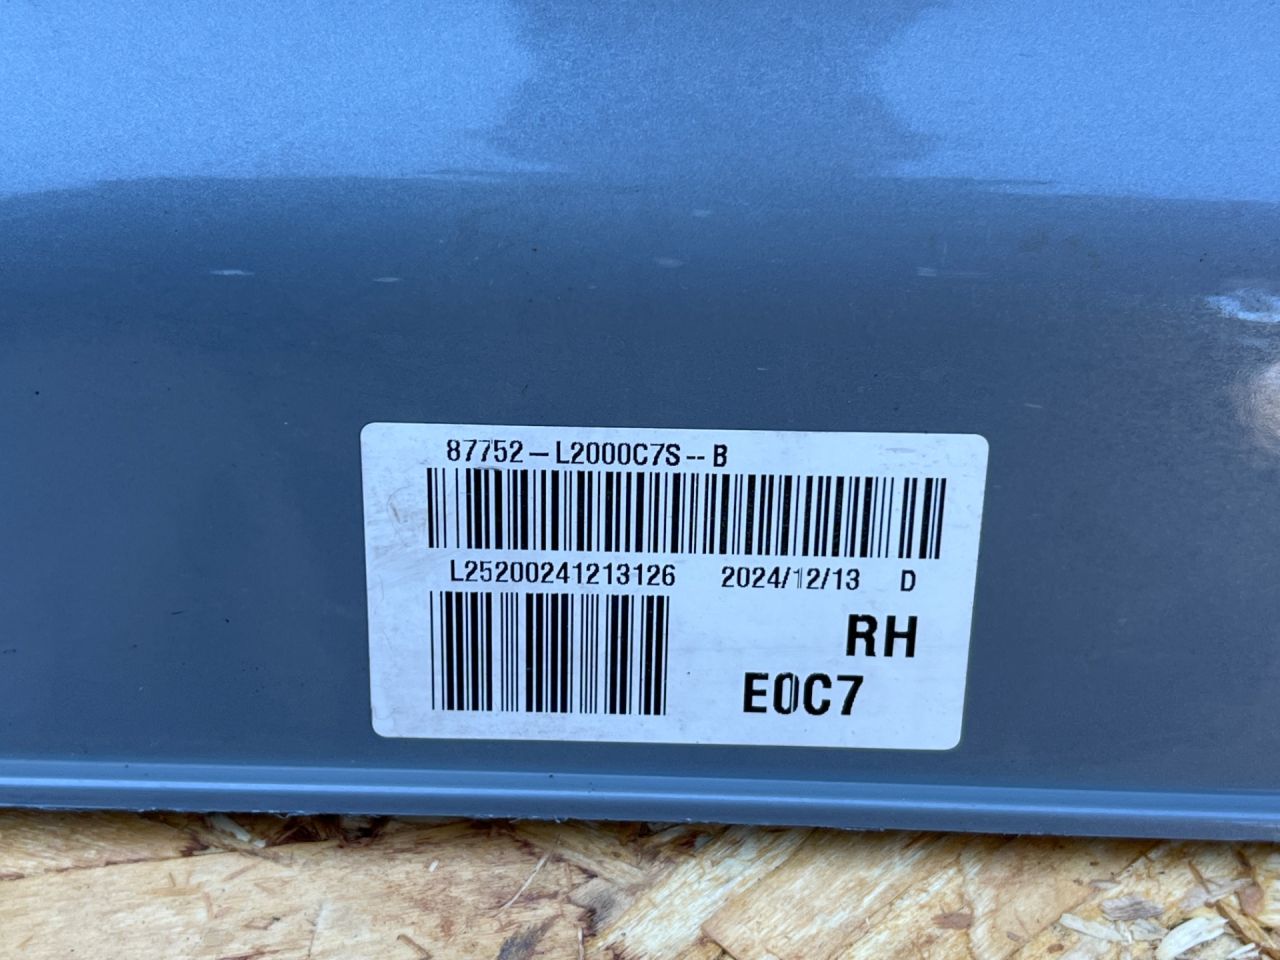 87752-L2000C7S--B
L25200241213126 2024/12/13 D
RH
E0C7